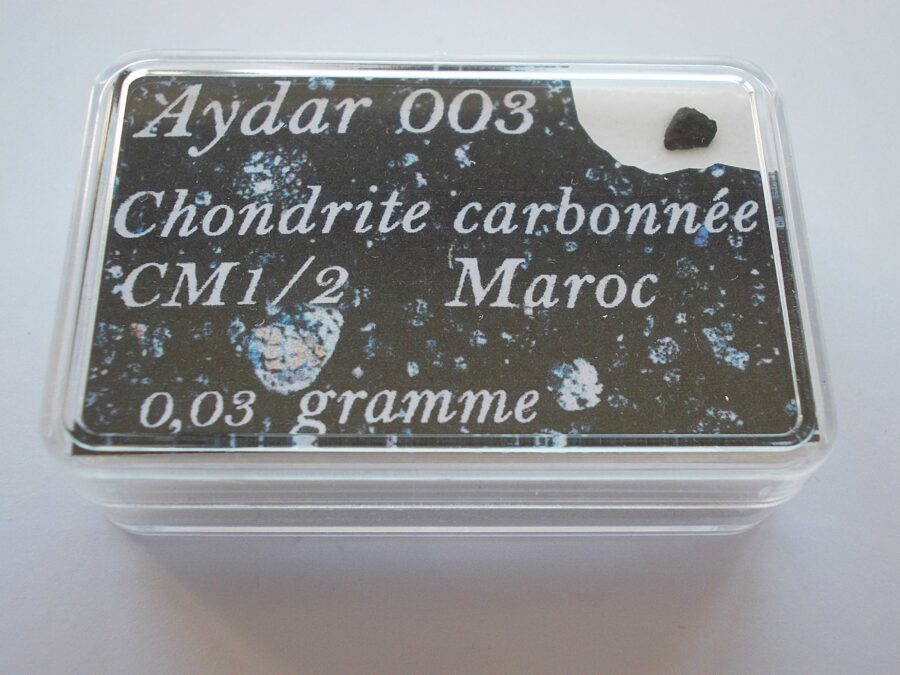 Aydar 003
Chondrite carbonnée
CM1/2 Maroc
0,03 gramme